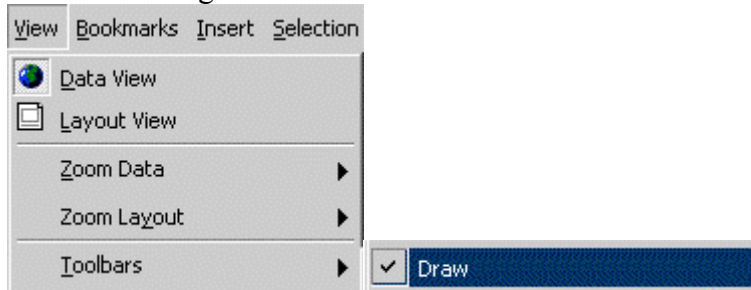 View Bookmarks Insert Selection
Data View
Layout View
Zoom Data
Zoom Layout
Toolbars Draw